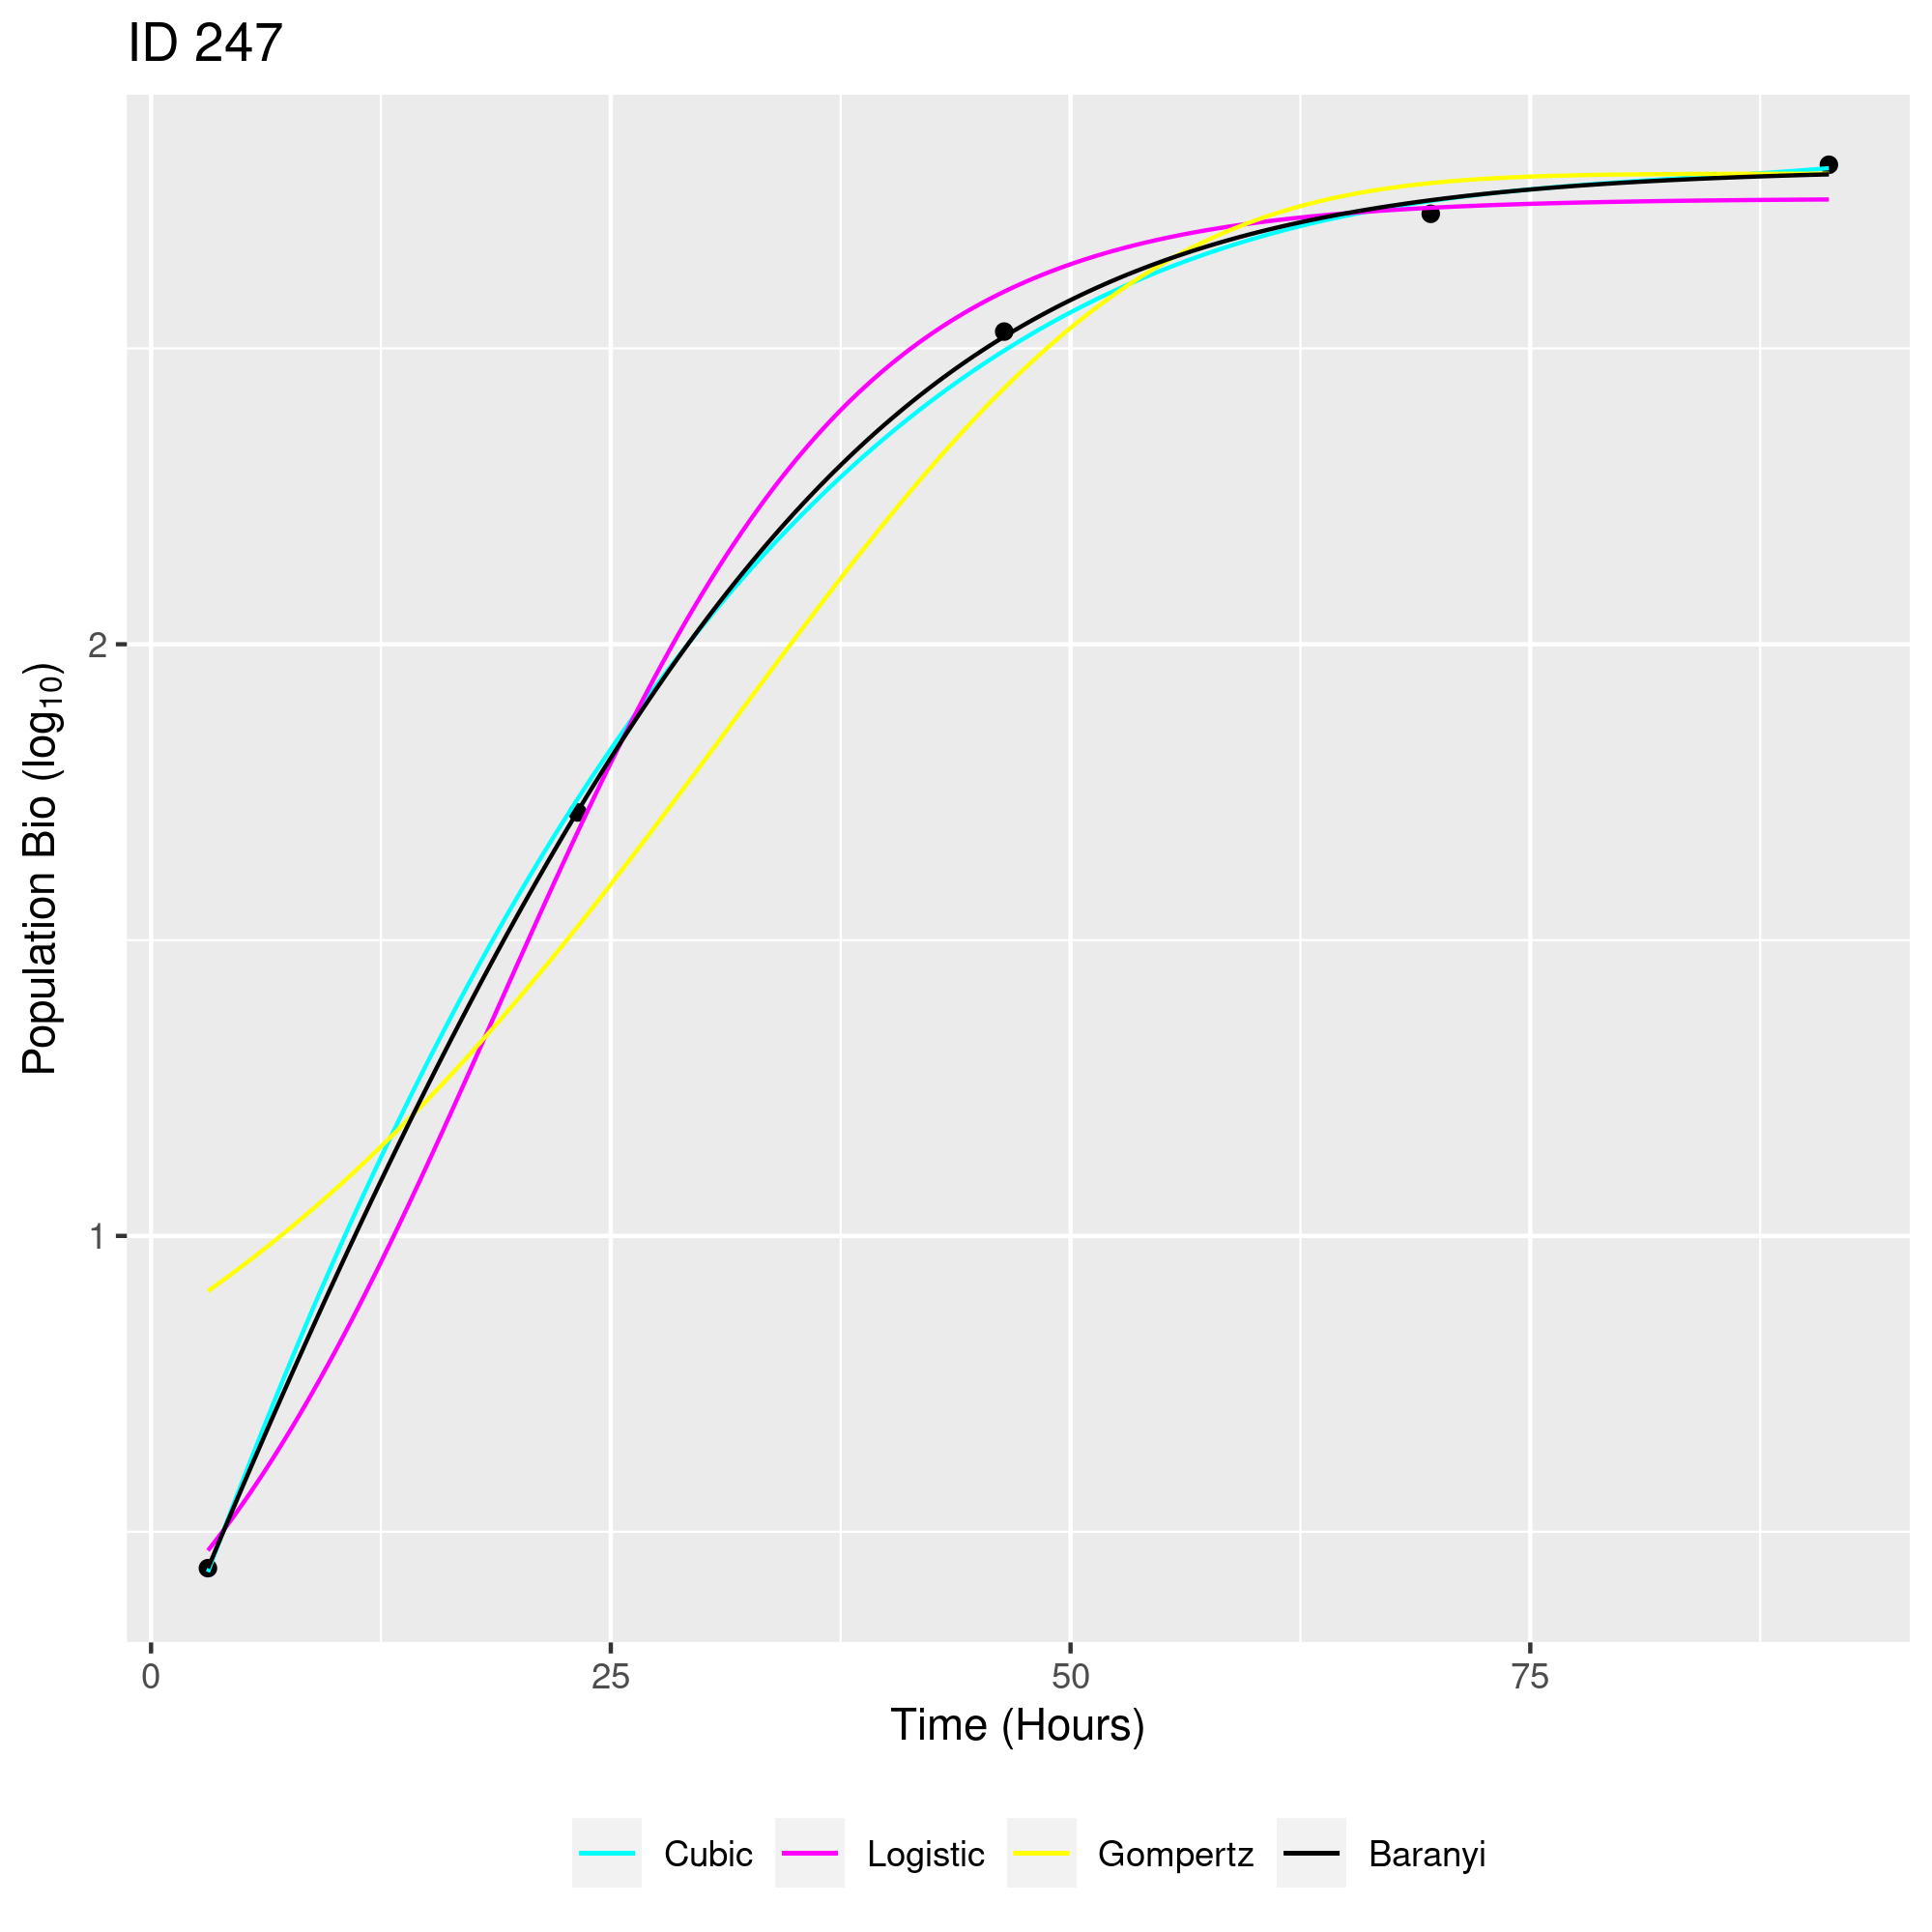 ID 247
Population Bio (log₁₀)
2
1
0 25 50 75
Time (Hours)
Cubic Logistic Gompertz Baranyi